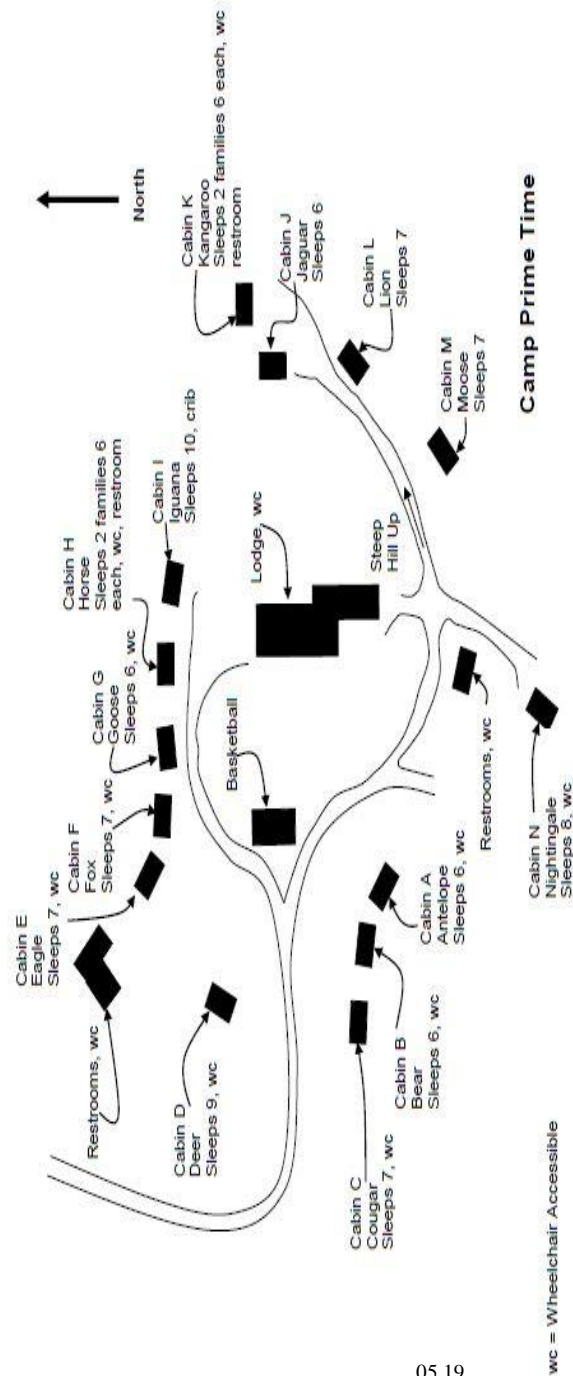 North
Cabin K
Kangaroo
Sleeps 2 families 6 each, wc
restroom
Cabin J
Jaguar
Sleeps 6
Cabin L
Lion
Sleeps 7
Cabin M
Moose
Sleeps 7
Camp Prime Time
Cabin H
Horse
Sleeps 2 families 6
each, wc, restroom
Cabin I
Iguana
Sleeps 10, crib
Lodge, wc
Steep
Hill Up
Cabin G
Goose
Sleeps 6, wc
Cabin F
Fox
Sleeps 7, wc
Cabin E
Eagle
Sleeps 7, wc
Basketball
Restrooms, wc
Cabin N
Nightingale
Sleeps 8, wc
Cabin A
Antelope
Sleeps 6, wc
Cabin B
Bear
Sleeps 6, wc
Cabin C
Cougar
Sleeps 7, wc
Cabin D
Deer
Sleeps 9, wc
Restrooms, wc
wc = Wheelchair Accessible
05.19